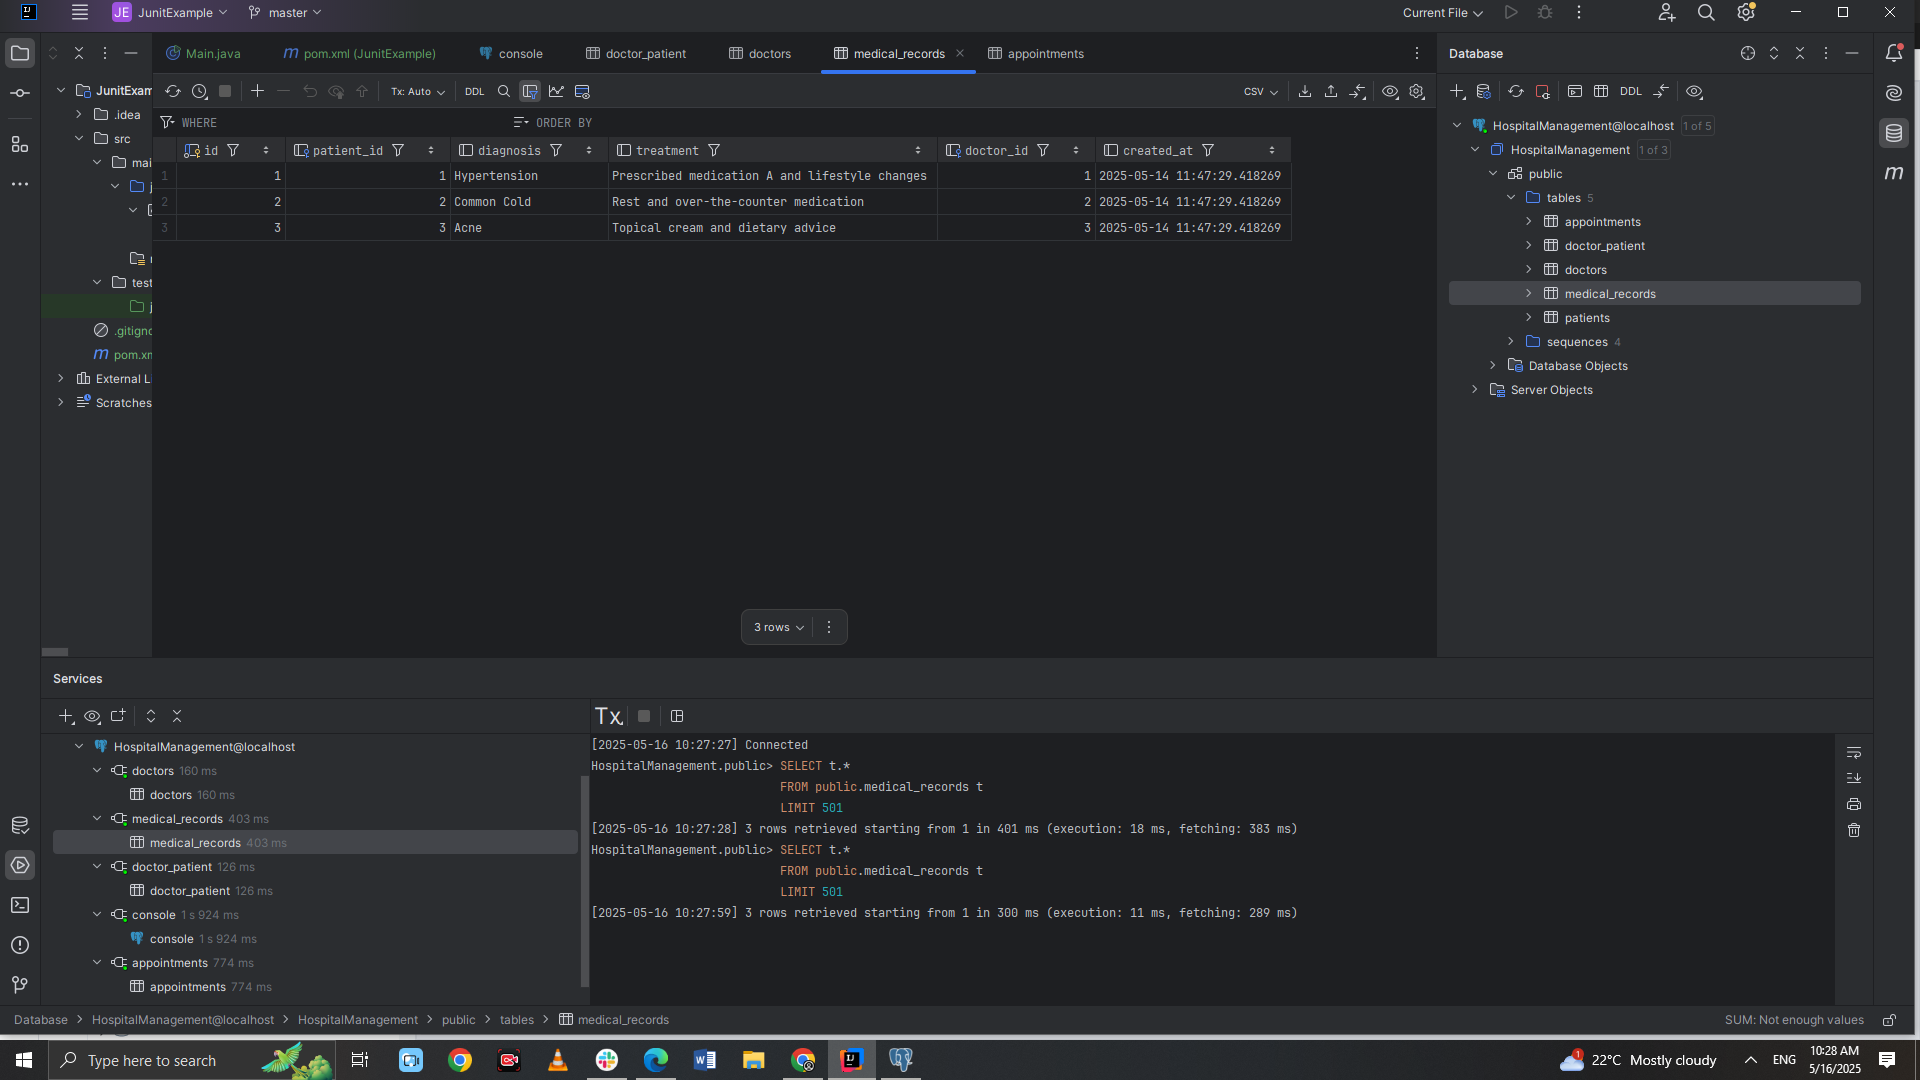 JE JunitExample master Current File
Main.java pom.xml (JunitExample) console doctor_patient doctors medical_records appointments
Database
JunitExam
.idea
src
mai
j
test
j
.gitigno
pom.xm
External Li
Scratches
Tx: Auto DDL CSV
WHERE ORDER BY
id patient_id diagnosis treatment doctor_id created_at
1 1 1 Hypertension Prescribed medication A and lifestyle changes 1 2025-05-14 11:47:29.418269
2 2 2 Common Cold Rest and over-the-counter medication 2 2025-05-14 11:47:29.418269
3 3 3 Acne Topical cream and dietary advice 3 2025-05-14 11:47:29.418269
3 rows
DDL
HospitalManagement@localhost 1 of 5
HospitalManagement 1 of 3
public
tables 5
appointments
doctor_patient
doctors
medical_records
patients
sequences 4
Database Objects
Server Objects
m
Services
HospitalManagement@localhost
doctors 160 ms
doctors 160 ms
medical_records 403 ms
medical_records 403 ms
doctor_patient 126 ms
doctor_patient 126 ms
console 1 s 924 ms
console 1 s 924 ms
appointments 774 ms
appointments 774 ms
Tx
[2025-05-16 10:27:27] Connected
HospitalManagement.public> SELECT t.*
FROM public.medical_records t
LIMIT 501
[2025-05-16 10:27:28] 3 rows retrieved starting from 1 in 401 ms (execution: 18 ms, fetching: 383 ms)
HospitalManagement.public> SELECT t.*
FROM public.medical_records t
LIMIT 501
[2025-05-16 10:27:59] 3 rows retrieved starting from 1 in 300 ms (execution: 11 ms, fetching: 289 ms)
Database HospitalManagement@localhost HospitalManagement public tables medical_records
SUM: Not enough values
Type here to search
1 22°C Mostly cloudy ENG 10:28 AM
5/16/2025